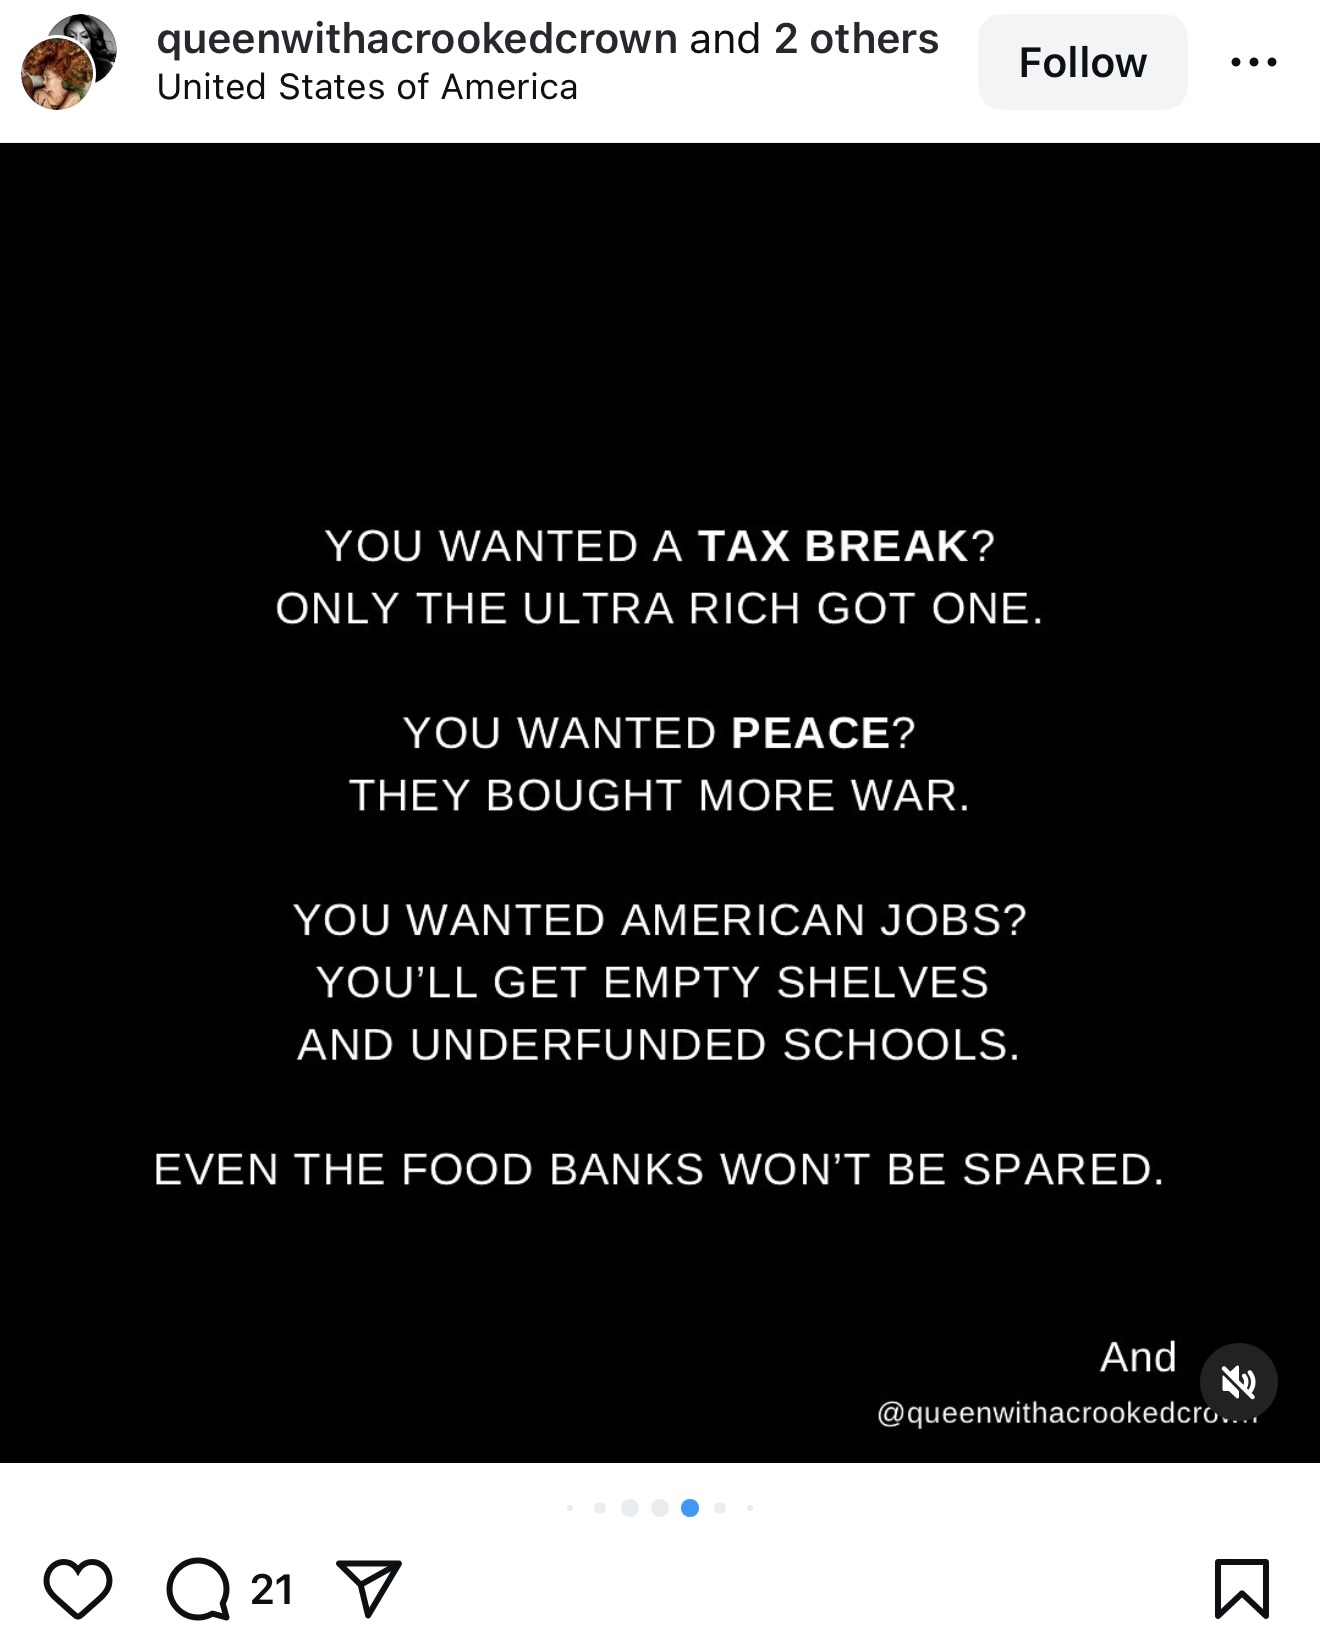 queenwithacrookedcrown and 2 others
United States of America
Follow
YOU WANTED A TAX BREAK?
ONLY THE ULTRA RICH GOT ONE.
YOU WANTED PEACE?
THEY BOUGHT MORE WAR.
YOU WANTED AMERICAN JOBS?
YOU’LL GET EMPTY SHELVES
AND UNDERFUNDED SCHOOLS.
EVEN THE FOOD BANKS WON’T BE SPARED.
And
@queenwithacrookedcrown
21